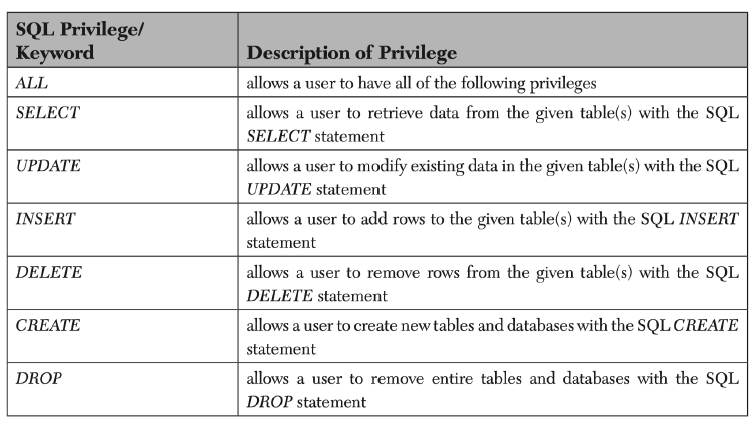 SQL Privilege/
Keyword
Description of Privilege
ALL
allows a user to have all of the following privileges
SELECT
allows a user to retrieve data from the given table(s) with the SQL
SELECT statement
UPDATE
allows a user to modify existing data in the given table(s) with the SQL
UPDATE statement
INSERT
allows a user to add rows to the given table(s) with the SQL INSERT
statement
DELETE
allows a user to remove rows from the given table(s) with the SQL
DELETE statement
CREATE
allows a user to create new tables and databases with the SQL CREATE
statement
DROP
allows a user to remove entire tables and databases with the SQL
DROP statement